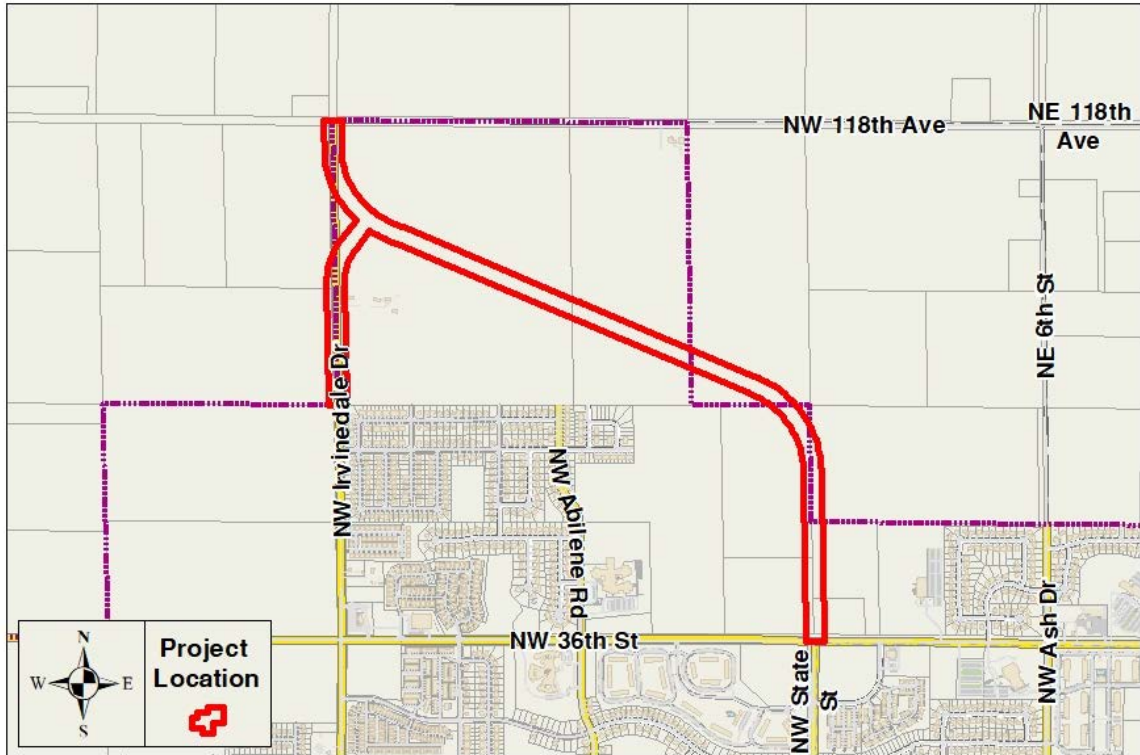 NW 118th Ave
NE 118th
Ave
NE 6th St
NW Irvinedale Dr
NW Abilene Rd
NW 36th St
NW State
St
NW Ash Dr
N
W
E
S
Project
Location